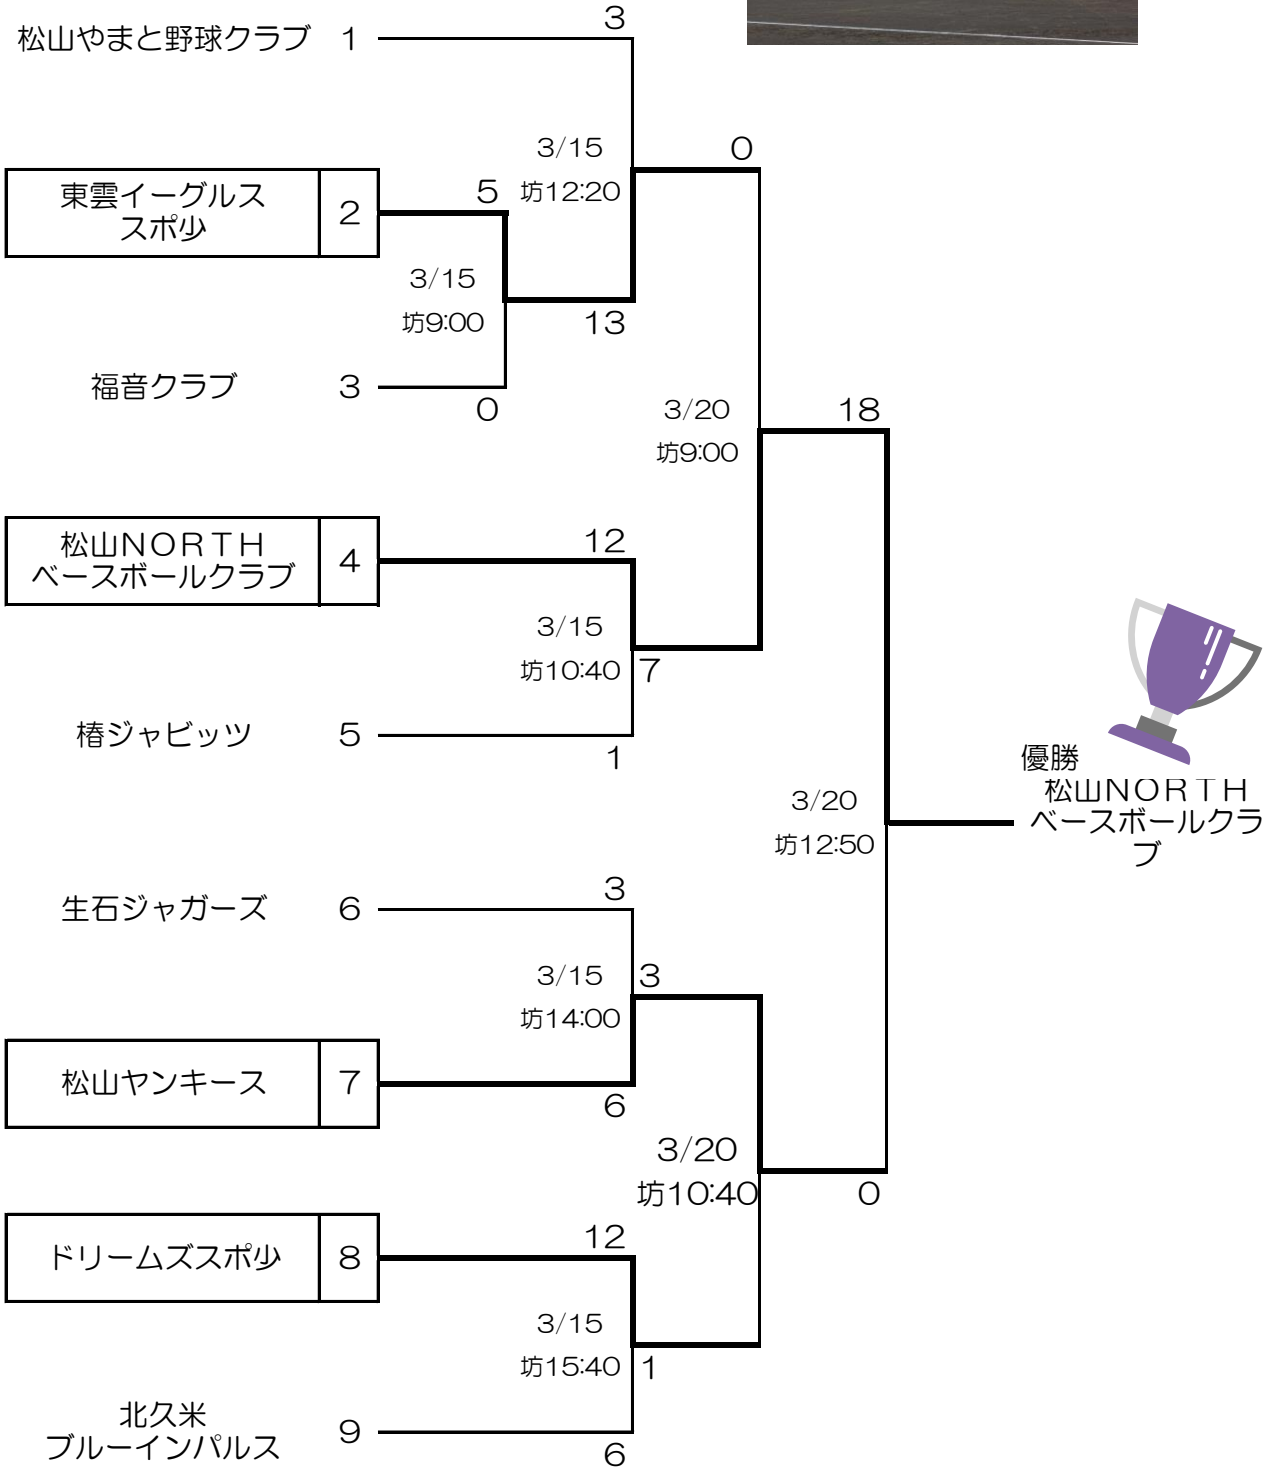 3
松山やまと野球クラブ 1
3/15
0
坊12:20
東雲イーグルス
スポ少
2
5
3/15
坊9:00
13
福音クラブ 3
0
3/20
18
坊9:00
松山NORTH
ベースボールクラブ
4
12
3/15
坊10:40
7
椿ジャビッツ 5
1
優勝
松山NORTH
ベースボールクラ
ブ
3/20
坊12:50
生石ジャガーズ 6
3
3/15
3
坊14:00
松山ヤンキース 7
6
3/20
坊10:40
0
ドリームズスポ少 8
12
3/15
坊15:40
1
北久米
ブルーインパルス
9
6